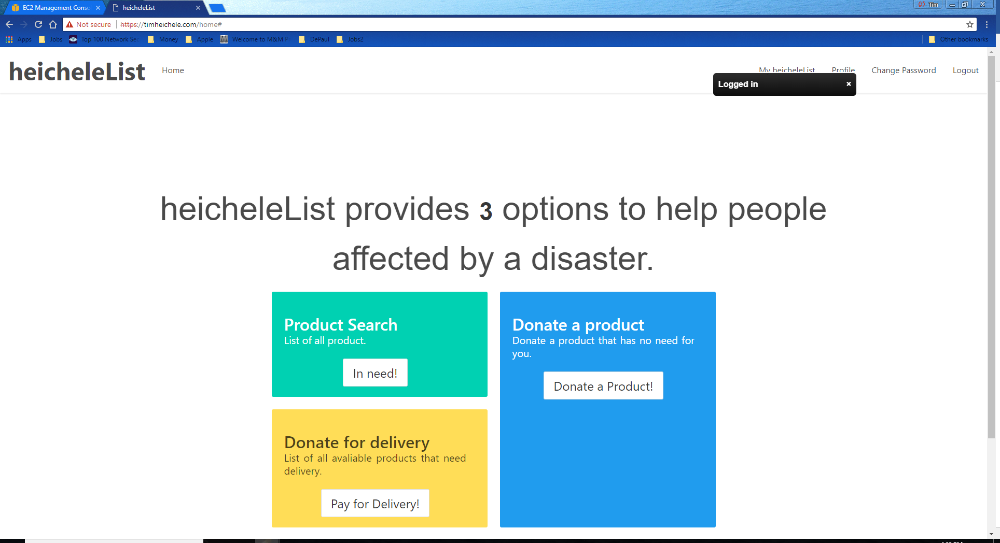 EC2 Management Conso
heicheleList
Tim
Not secure
https://timheichele.com/home#
Apps
Jobs
Top 100 Network Sec
Money
Apple
Welcome to M&M Pr
DePaul
Jobs2
Other bookmarks
heicheleList
Home
My heicheleList
Profile
Change Password
Logout
Logged in
heicheleList provides 3 options to help people
affected by a disaster.
Product Search
List of all product.
In need!
Donate a product
Donate a product that has no need for
you.
Donate a Product!
Donate for delivery
List of all avaliable products that need
delivery.
Pay for Delivery!